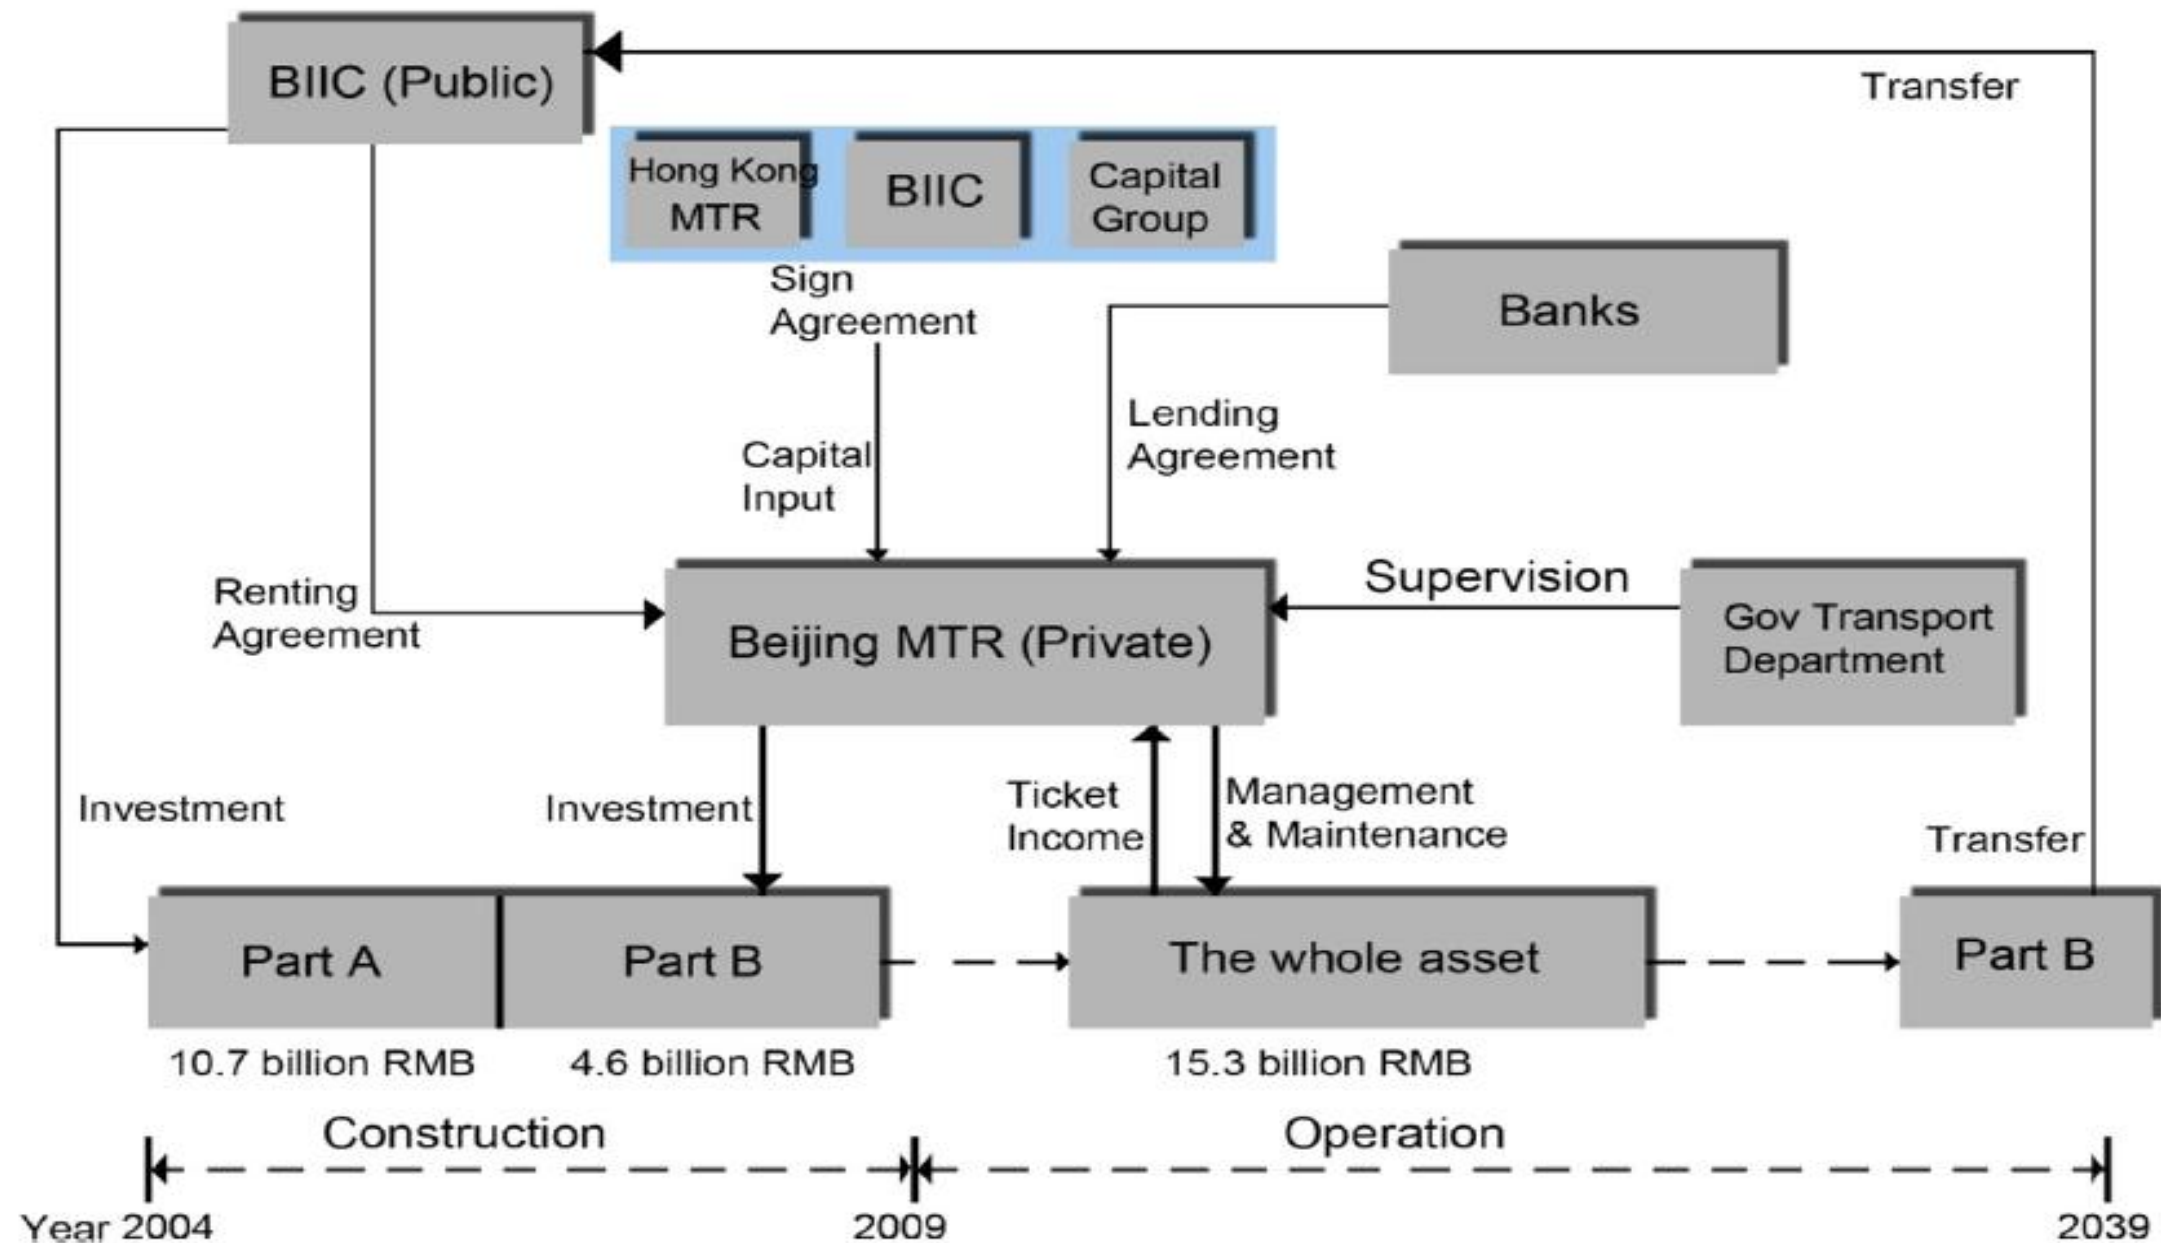 BIIC (Public)
Transfer
Hong Kong
MTR
BIIC
Capital
Group
Sign
Agreement
Banks
Capital
Input
Lending
Agreement
Renting
Agreement
Beijing MTR (Private)
Supervision
Gov Transport
Department
Investment
Investment
Ticket
Income
Management
& Maintenance
Transfer
Part A
Part B
The whole asset
Part B
10.7 billion RMB
4.6 billion RMB
15.3 billion RMB
Construction
Operation
Year 2004
2009
2039